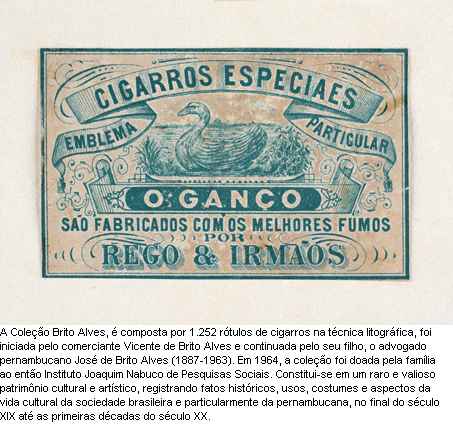 CIGARROS ESPECIAES
EMBLEMA PARTICULAR
O GANÇO
SÃO FABRICADOS COM OS MELHORES FUMOS
POR
REGO & IRMAÕS
A Coleção Brito Alves, é composta por 1.252 rótulos de cigarros na técnica litográfica, foi
iniciada pelo comerciante Vicente de Brito Alves e continuada pelo seu filho, o advogado
pernambucano José de Brito Alves (1887-1963). Em 1964, a coleção foi doada pela família
ao então Instituto Joaquim Nabuco de Pesquisas Sociais. Constitui-se em um raro e valioso
patrimônio cultural e artístico, registrando fatos históricos, usos, costumes e aspectos da
vida cultural da sociedade brasileira e particularmente da pernambucana, no final do século
XIX até as primeiras décadas do século XX.